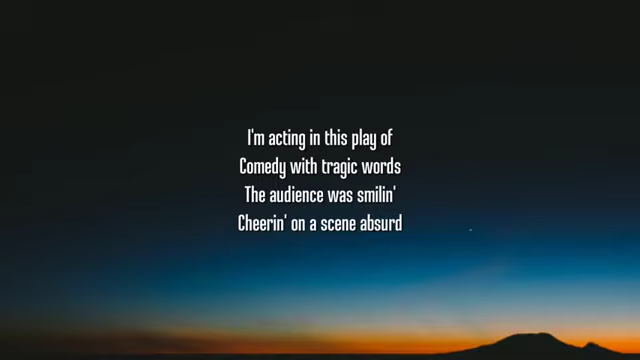 I'm acting in this play of
Comedy with tragic words
The audience was smilin'
Cheerin' on a scene absurd